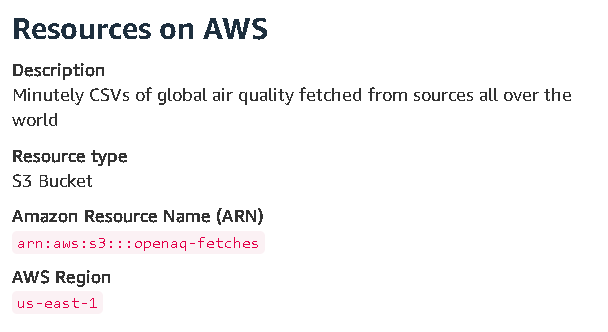 Resources on AWS
Description
Minutely CSVs of global air quality fetched from sources all over the
world
Resource type
S3 Bucket
Amazon Resource Name (ARN)
arn:aws:s3:::openaq-fetches
AWS Region
us-east-1